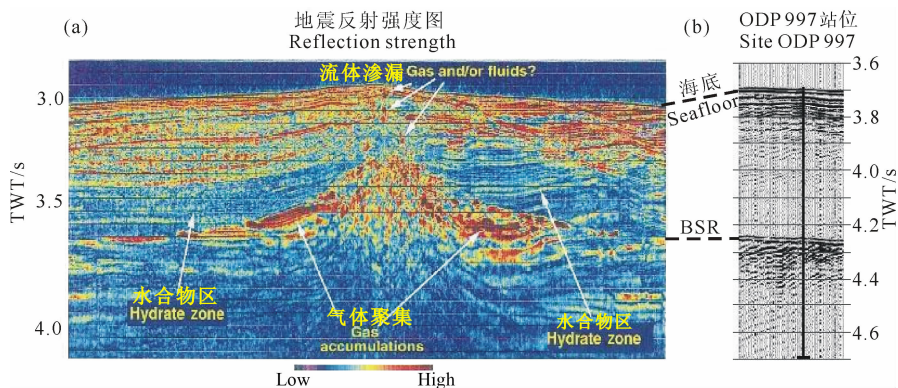 (a)
地震反射强度图
Reflection strength
(b)
ODP 997 站位
Site ODP 997
流体渗漏
Gas and/or fluids?
海底
Seafloor
BSR
水合物区
Hydrate zone
气体聚集
Gas
accumulations
水合物区
Hydrate zone
TWT/s
3.0
3.5
4.0
Low
High
3.6
3.8
4.0
4.2
4.4
4.6
TWT/s